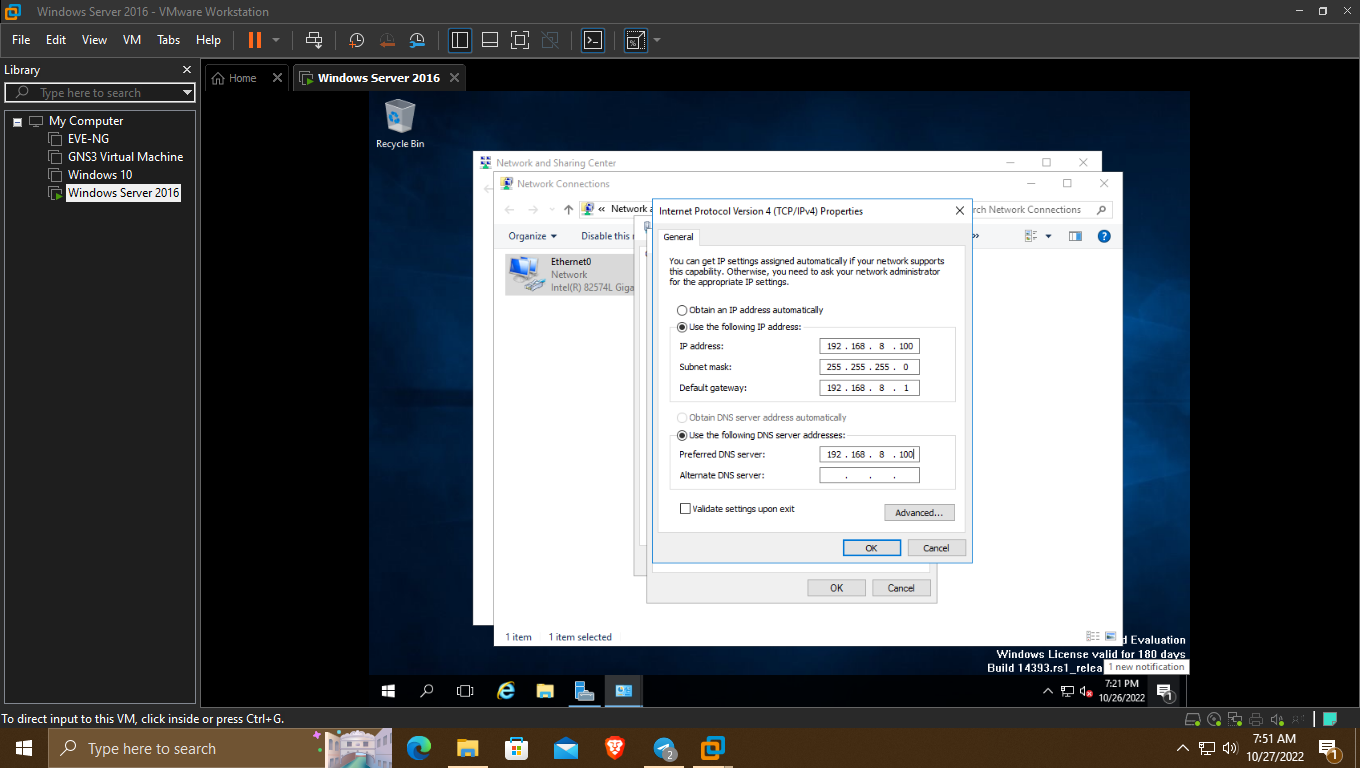 Windows Server 2016 - VMware Workstation
File Edit View VM Tabs Help
Library
Type here to search
My Computer
EVE-NG
GNS3 Virtual Machine
Windows 10
Windows Server 2016
Home
Windows Server 2016
Recycle Bin
Network and Sharing Center
Network Connections
« Network
rch Network Connections
Organize
Disable this
»
Ethernet0
Network
Intel(R) 82574L Giga
Internet Protocol Version 4 (TCP/IPv4) Properties
General
You can get IP settings assigned automatically if your network supports
this capability. Otherwise, you need to ask your network administrator
for the appropriate IP settings.
Obtain an IP address automatically
Use the following IP address:
IP address: 192 . 168 . 8 . 100
Subnet mask: 255 . 255 . 255 . 0
Default gateway: 192 . 168 . 8 . 1
Obtain DNS server address automatically
Use the following DNS server addresses:
Preferred DNS server: 192 . 168 . 8 . 100
Alternate DNS server: . . .
Validate settings upon exit
Advanced...
OK Cancel
OK Cancel
1 item 1 item selected
d Evaluation
Windows License valid for 180 days
Build 14393.rs1_relea
1 new notification
7:21 PM
10/26/2022
1
To direct input to this VM, click inside or press Ctrl+G.
Type here to search
2
7:51 AM
10/27/2022
1